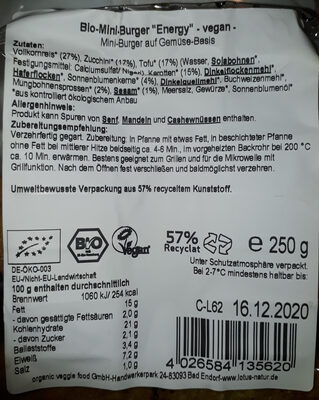 Bio-Mini-Burger "Energy" - vegan -
Mini-Burger auf Gemüse-Basis
Zutaten:
Vollkornreis* (27%), Zucchini* (17%), Tofu* (17%) (Wasser, Sojabohnen*,
Festigungsmittel: Calciumsulfat/ Nigari), Karotten* (15%), Dinkelflockenmehl*,
Haferflocken*, Sonnenblumenkerne* (4%), Dinkelquellmehl*, Buchweizenmehl*,
Mungbohnensprossen* (2%), Sesam* (1%), Meersalz, Gewürze*, Sonnenblumenöl*
*aus kontrolliert ökologischem Anbau
Allergenhinweis:
Produkt kann Spuren von Senf, Mandeln und Cashewnüssen enthalten.
Zubereitungsempfehlung:
Verzehrfertig gegart. Zubereitung: in Pfanne mit etwas Fett, in beschichteter Pfanne
ohne Fett bei mittlerer Hitze beidseitig ca. 4-6 Min., im vorgeheizten Backrohr bei 200 °C
ca. 10 Min. erwärmen. Bestens geeignet zum Grillen und für die Mikrowelle mit
Grillfunktion. Nach dem Öffnen fest verschließen und baldmöglichst verzehren.
Umweltbewusste Verpackung aus 57% recyceltem Kunststoff.
BIO
Vegan
57%
Recyclat
e 250 g
Unter Schutzatmosphäre verpackt.
Bei 2-7°C mindestens haltbar bis:
DE-ÖKO-003
EU-/Nicht-EU-Landwirtschaft
100 g enthalten durchschnittlich
Brennwert 1060 kJ/ 254 kcal
Fett 15 g
- davon gesättigte Fettsäuren 2,0 g
Kohlenhydrate 21 g
- davon Zucker 2,1 g
Ballaststoffe 3,4 g
Eiweiß 7,2 g
Salz 1,0 g
C-L62 16.12.2020
4 026584 135620
organic veggie food GmbH-Handwerkerpark 24-83093 Bad Endorf-www.lotus-natur.de